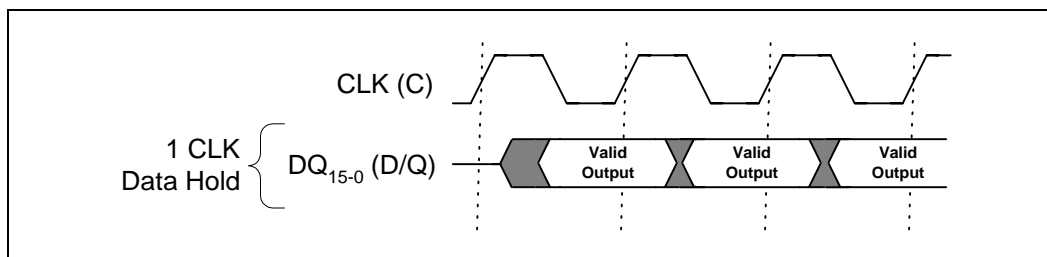 CLK (C)
1 CLK
Data Hold
DQ15-0 (D/Q)
Valid
Output
Valid
Output
Valid
Output